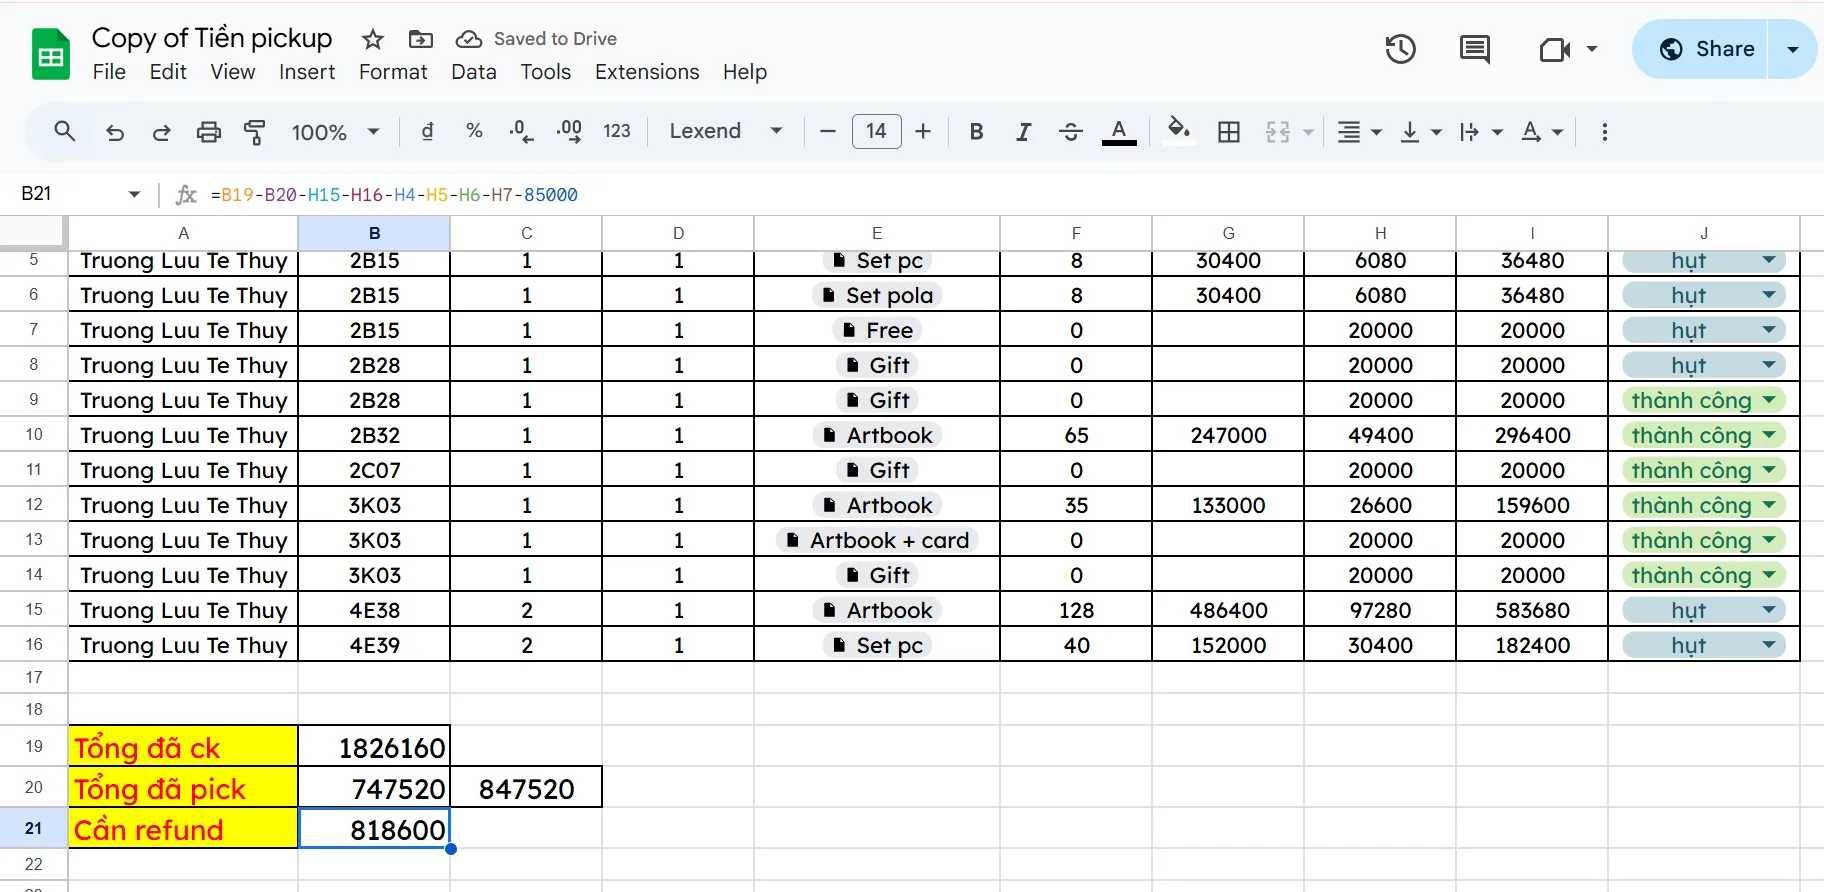 Copy of Tiền pickup Saved to Drive
File Edit View Insert Format Data Tools Extensions Help
Share
100% đ % .0 .00 123 Lexend 14 B I S A A
B21 fx =B19-B20-H15-H16-H4-H5-H6-H7-85000
A B C D E F G H I J
5 Truong Luu Te Thuy 2B15 1 1 Set pc 8 30400 6080 36480 hụt
6 Truong Luu Te Thuy 2B15 1 1 Set pola 8 30400 6080 36480 hụt
7 Truong Luu Te Thuy 2B15 1 1 Free 0 20000 20000 hụt
8 Truong Luu Te Thuy 2B28 1 1 Gift 0 20000 20000 hụt
9 Truong Luu Te Thuy 2B28 1 1 Gift 0 20000 20000 thành công
10 Truong Luu Te Thuy 2B32 1 1 Artbook 65 247000 49400 296400 thành công
11 Truong Luu Te Thuy 2C07 1 1 Gift 0 20000 20000 thành công
12 Truong Luu Te Thuy 3K03 1 1 Artbook 35 133000 26600 159600 thành công
13 Truong Luu Te Thuy 3K03 1 1 Artbook + card 0 20000 20000 thành công
14 Truong Luu Te Thuy 3K03 1 1 Gift 0 20000 20000 thành công
15 Truong Luu Te Thuy 4E38 2 1 Artbook 128 486400 97280 583680 hụt
16 Truong Luu Te Thuy 4E39 2 1 Set pc 40 152000 30400 182400 hụt
17
18
19 Tổng đã ck 1826160
20 Tổng đã pick 747520 847520
21 Cần refund 818600
22